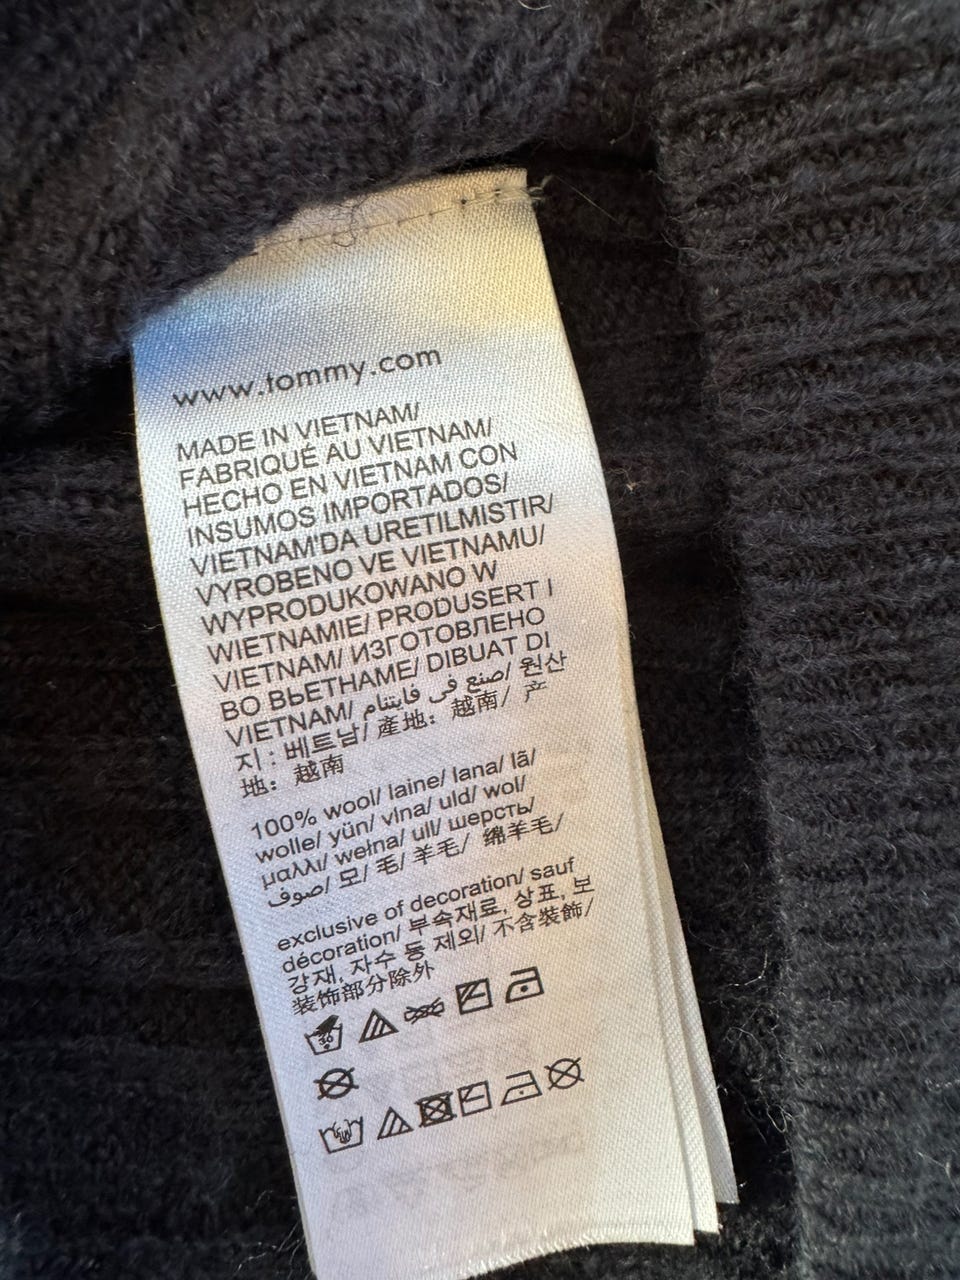 www.tommy.com
MADE IN VIETNAM/
FABRIQUÉ AU VIETNAM/
HECHO EN VIETNAM CON
INSUMOS IMPORTADOS/
VIETNAM'DA URETILMISTIR/
VYROBENO VE VIETNAMU/
WYPRODUKOWANO W
WIETNAMIE/ PRODUSERT I
VIETNAM/ ИЗГОТОВЛЕНО
ВО ВЬЕТНАМЕ/ DIBUAT DI
VIETNAM/ صنع في فايتنام/ 원산
지 : 베트남/ 產地：越南/ 产
地：越南
100% wool/ laine/ lana/ lã/
wolle/ yün/ vlna/ uld/ wol/
μαλλι/ wełna/ ull/ шерсть/
صوف/ 모/ 毛/ 羊毛/ 绵羊毛/
exclusive of decoration/ sauf
décoration/ 부속재료, 상표, 보
강재, 자수 등 제외/ 不含裝飾/
装饰部分除外
30